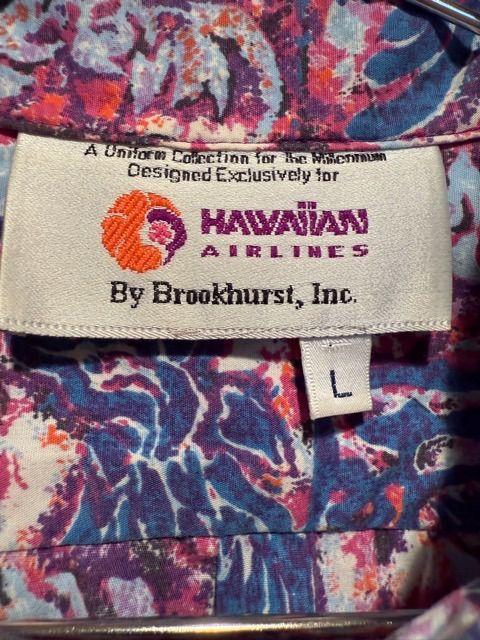 A Uniform Collection for the Millennium
Designed Exclusively for
HAWAIIAN
AIRLINES
By Brookhurst, Inc.
L